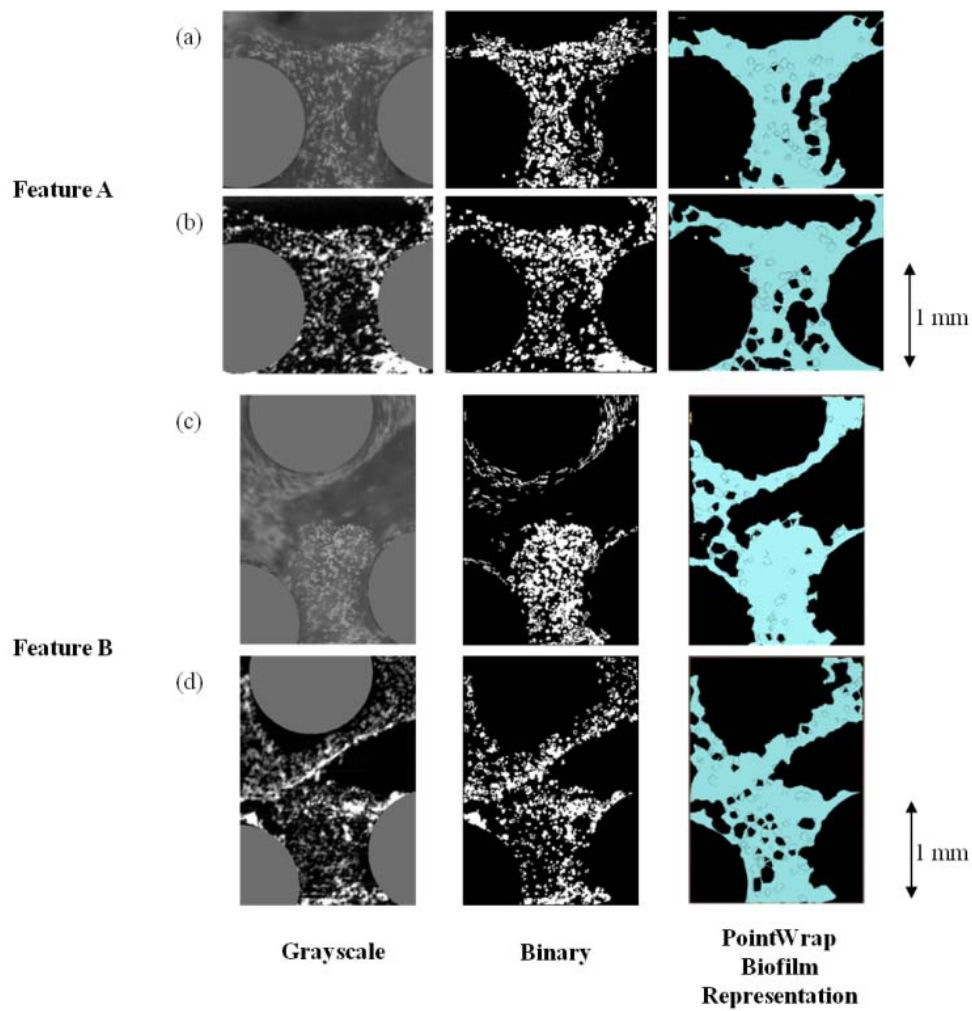 (a)
Feature A
(b)
1 mm
(c)
Feature B
(d)
1 mm
Grayscale
Binary
PointWrap
Biofilm
Representation